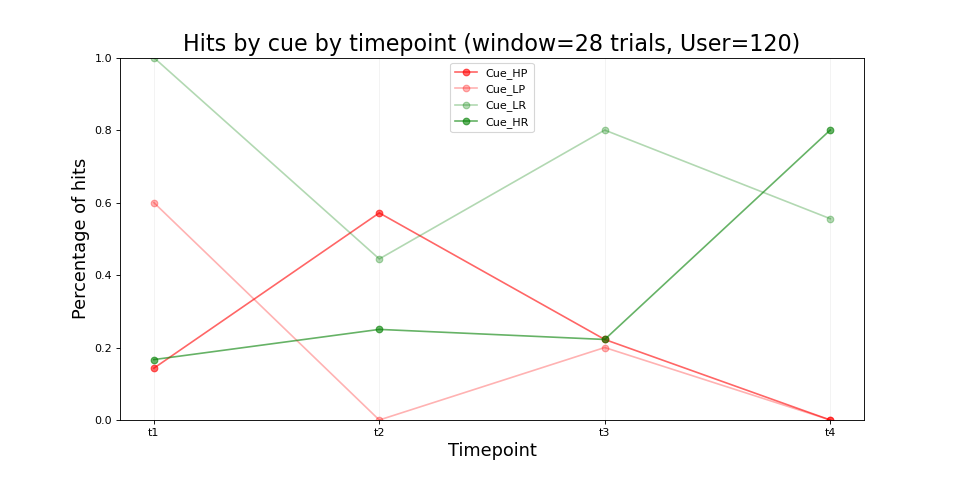 Hits by cue by timepoint (window=28 trials, User=120)
Percentage of hits
1.0
0.8
0.6
0.4
0.2
0.0
Cue_HP
Cue_LP
Cue_LR
Cue_HR
t1
t2
t3
t4
Timepoint